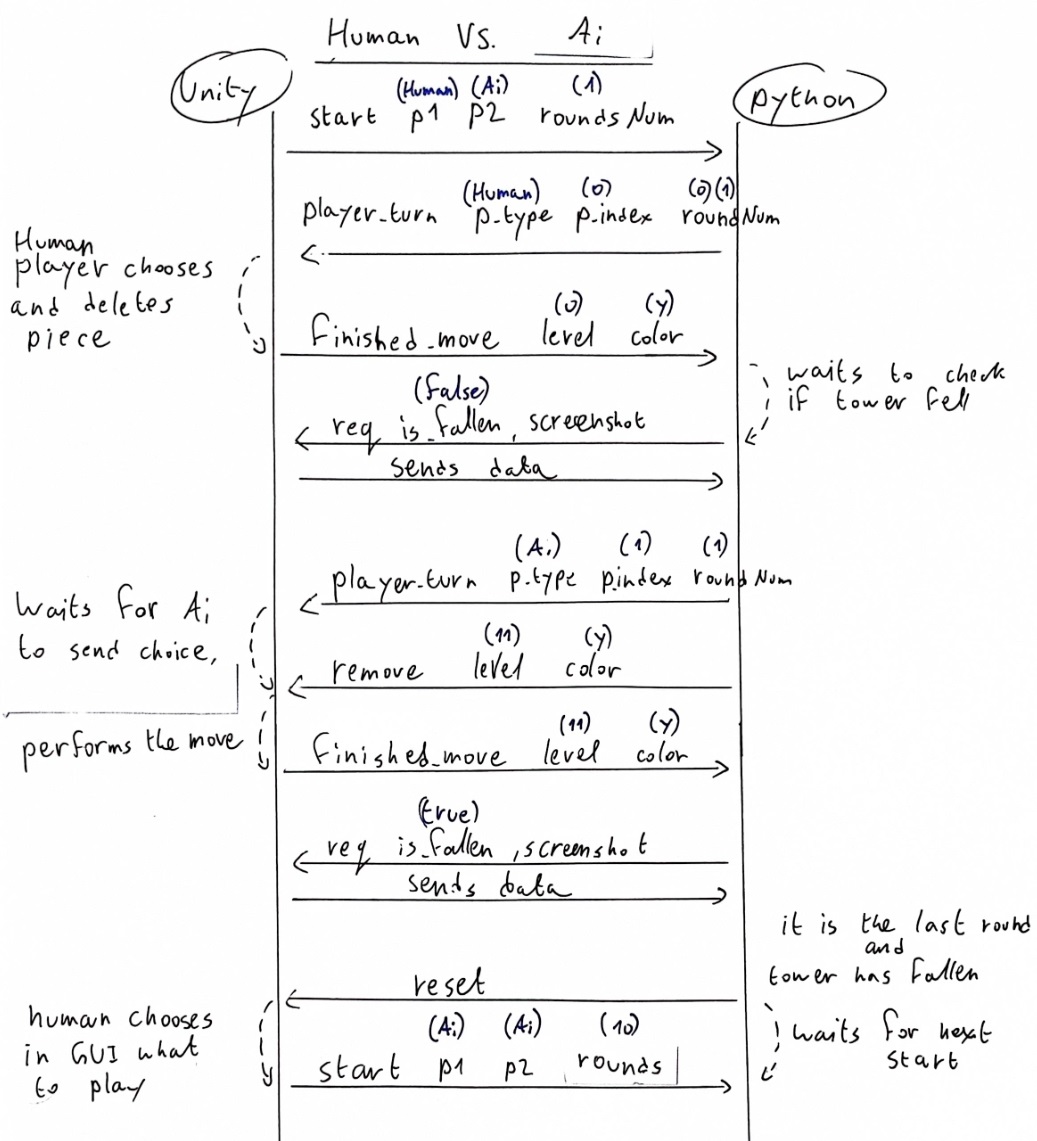 Human Vs. Ai
Unity
python
(Human) (Ai) (1)
start p1 p2 roundsNum
(Human) (0) (0)(1)
player_turn p_type p_index roundNum
Human
player chooses
and deletes
piece
(0) (y)
finished_move level color
waits to check
if tower fell
(false)
req is_fallen, screenshot
sends data
(Ai) (1) (1)
player_turn p_type p_index roundNum
Waits for Ai
to send choice,
(11) (y)
remove level color
performs the move
(11) (y)
finished_move level color
(true)
req is_fallen, screenshot
sends data
it is the last round
and
tower has fallen
reset
human chooses
in GUI what
to play
waits for next
start
(Ai) (Ai) (10)
start p1 p2 rounds